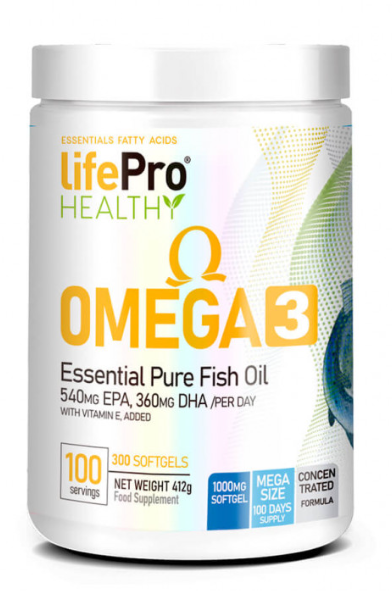 ESSENTIALS FATTY ACIDS
lifePro®
HEALTHY
Ω
OMEGA 3
Essential Pure Fish Oil
540MG EPA, 360MG DHA /PER DAY
WITH VITAMIN E, ADDED
100
servings
300 SOFTGELS
NET WEIGHT 412g
Food Supplement
1000MG
SOFTGEL
MEGA
SIZE
100 DAYS
SUPPLY
CONCEN
TRATED
FORMULA